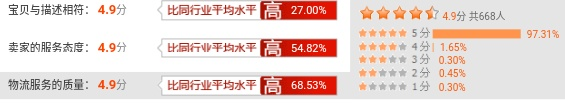 宝贝与描述相符： 4.9分 比同行业平均水平 高 27.00%
卖家的服务态度： 4.9分 比同行业平均水平 高 54.82%
物流服务的质量： 4.9分 比同行业平均水平 高 68.53%
4.9分 共668人
5 分 97.31%
4 分 1.65%
3 分 0.30%
2 分 0.45%
1 分 0.30%